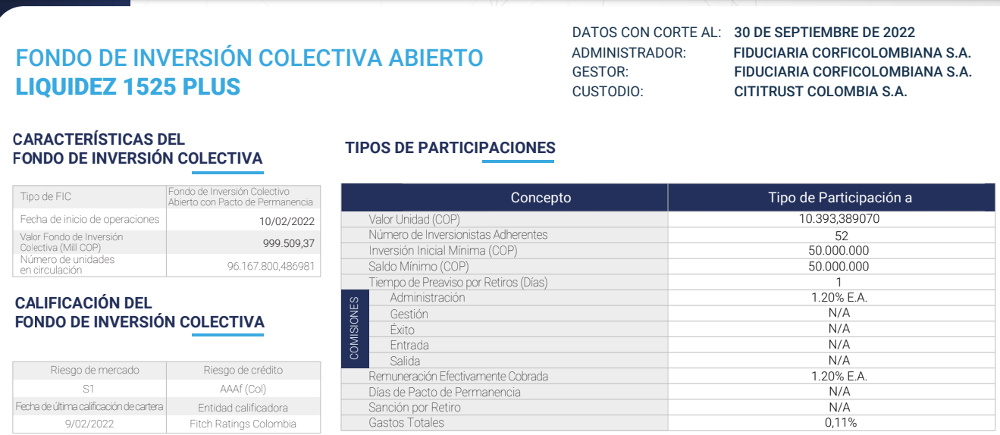 FONDO DE INVERSIÓN COLECTIVA ABIERTO
LIQUIDEZ 1525 PLUS
DATOS CON CORTE AL: 30 DE SEPTIEMBRE DE 2022
ADMINISTRADOR: FIDUCIARIA CORFICOLOMBIANA S.A.
GESTOR: FIDUCIARIA CORFICOLOMBIANA S.A.
CUSTODIO: CITITRUST COLOMBIA S.A.
CARACTERÍSTICAS DEL
FONDO DE INVERSIÓN COLECTIVA
Tipo de FIC
Fondo de Inversión Colectivo
Abierto con Pacto de Permanencia
Fecha de inicio de operaciones 10/02/2022
Valor Fondo de Inversión
Colectiva (Mill COP) 999.509,37
Número de unidades
en circulación 96.167.800,486981
CALIFICACIÓN DEL
FONDO DE INVERSIÓN COLECTIVA
Riesgo de mercado Riesgo de crédito
S1 AAAf (Col)
Fecha de última calificación de cartera Entidad calificadora
9/02/2022 Fitch Ratings Colombia
TIPOS DE PARTICIPACIONES
Concepto Tipo de Participación a
Valor Unidad (COP) 10.393,389070
Número de Inversionistas Adherentes 52
Inversión Inicial Mínima (COP) 50.000.000
Saldo Mínimo (COP) 50.000.000
Tiempo de Preaviso por Retiros (Días) 1
COMISIONES
Administración 1.20% E.A.
Gestión N/A
Éxito N/A
Entrada N/A
Salida N/A
Remuneración Efectivamente Cobrada 1.20% E.A.
Días de Pacto de Permanencia N/A
Sanción por Retiro N/A
Gastos Totales 0,11%